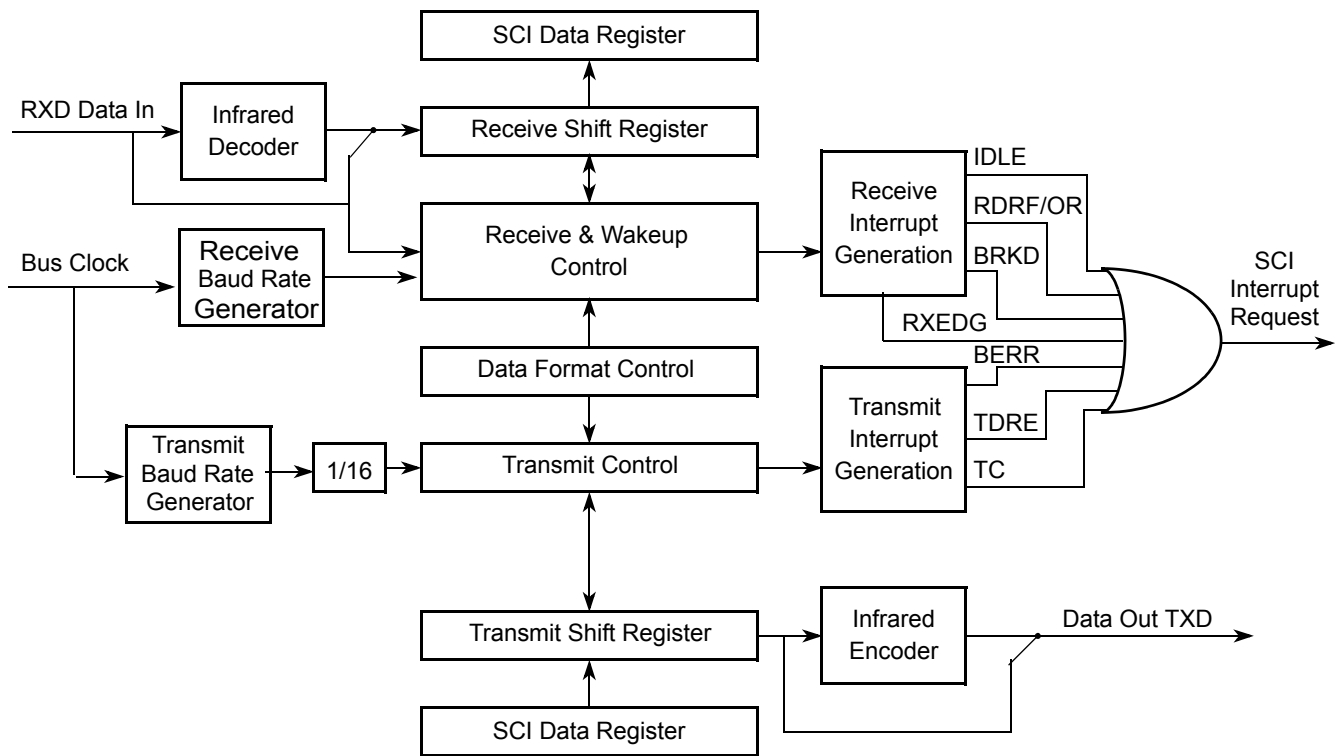 SCI Data Register
RXD Data In
Infrared
Decoder
Receive Shift Register
IDLE
Receive
Interrupt
Generation
RDRF/OR
BRKD
RXEDG
Receive & Wakeup
Control
Bus Clock
Receive
Baud Rate
Generator
SCI
Interrupt
Request
Data Format Control
BERR
Transmit
Interrupt
Generation
TDRE
TC
Transmit
Baud Rate
Generator
1/16
Transmit Control
Transmit Shift Register
Infrared
Encoder
Data Out TXD
SCI Data Register